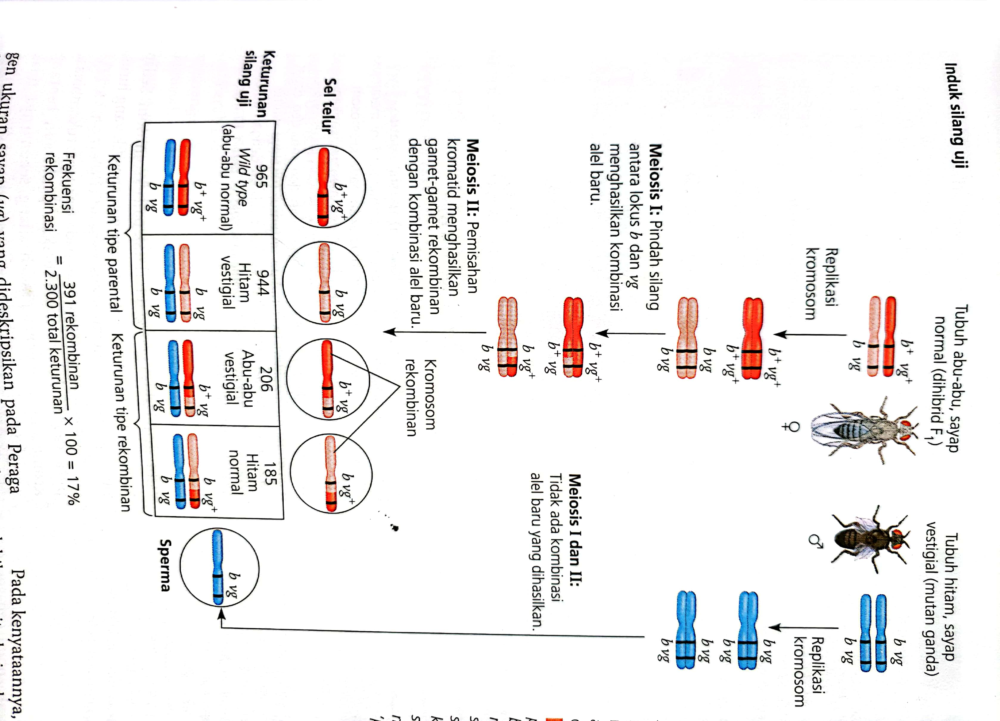 Induk silang uji
Tubuh abu-abu, sayap
normal (dihibrid F₁)
Tubuh hitam, sayap
vestigial (mutan ganda)
b⁺ vg⁺
b vg
♀
♂
b vg
b vg
Replikasi
kromosom
Replikasi
kromosom
b⁺ vg⁺
b⁺ vg⁺
b vg
b vg
b vg
b vg
b vg
b vg
Meiosis I: Pindah silang
antara lokus b dan vg
menghasilkan kombinasi
alel baru.
b⁺ vg⁺
b⁺ vg
b vg⁺
b vg
Meiosis I dan II:
Tidak ada kombinasi
alel baru yang dihasilkan.
Meiosis II: Pemisahan
kromatid menghasilkan
gamet-gamet rekombinan
dengan kombinasi alel baru.
Kromosom
rekombinan
Sel telur
b⁺ vg⁺
b vg
b⁺ vg
b vg⁺
Keturunan
silang uji
965
Wild type
(abu-abu normal)
944
Hitam
vestigial
206
Abu-abu
vestigial
185
Hitam
normal
b⁺ vg⁺
b vg
b vg
b vg
b⁺ vg
b vg
b vg⁺
b vg
b vg
Sperma
Keturunan tipe parental
Keturunan tipe rekombinan
Frekuensi
rekombinasi
= 391 rekombinan
2.300 total keturunan
× 100 = 17%
gen ukuran sayap (vg) yang dideskripsikan pada Peraga
Pada kenyataannya,